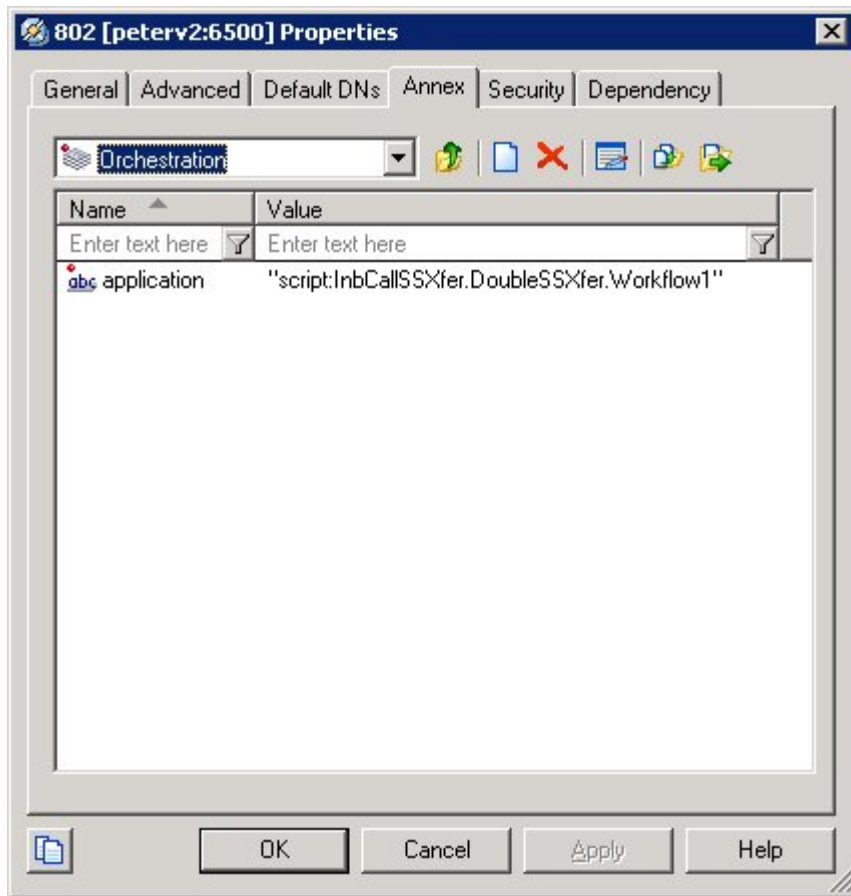 802 [peterv2:6500] Properties
General Advanced Default DNs Annex Security Dependency
Orchestration
Name Value
Enter text here Enter text here
abc application "script:InbCallSSXfer.DoubleSSXfer.Workflow1"
OK Cancel Apply Help